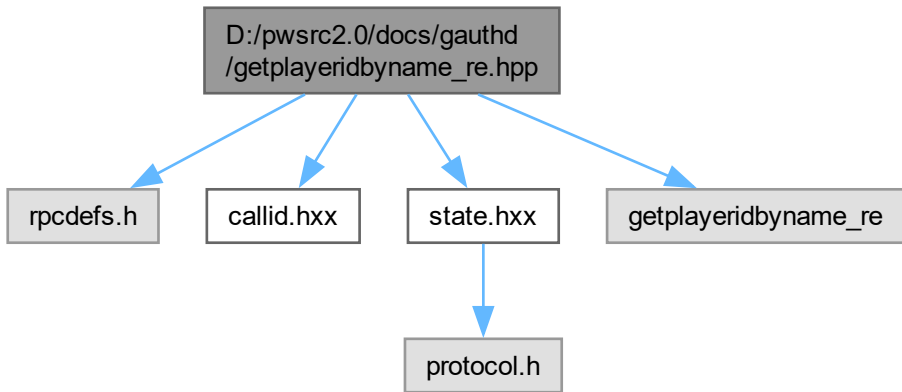 D:/pwsrc2.0/docs/gauthd
/getplayeridbyname_re.hpp
rpcdefs.h
callid.hxx
state.hxx
getplayeridbyname_re
protocol.h